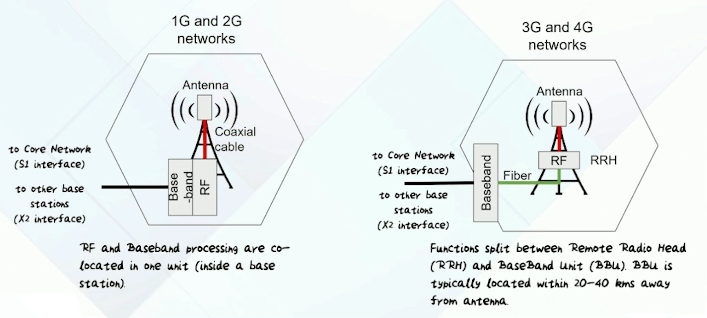 1G and 2G
networks
Antenna
Coaxial
cable
to Core Network
(S1 interface)
to other base
stations
(X2 interface)
Base
-band
RF
RF and Baseband processing are co-
located in one unit (inside a base
station).
3G and 4G
networks
Antenna
RF
RRH
to Core Network
(S1 interface)
Baseband
Fiber
to other base
stations
(X2 interface)
Functions split between Remote Radio Head
(RRH) and BaseBand Unit (BBU). BBU is
typically located within 20-40 kms away
from antenna.